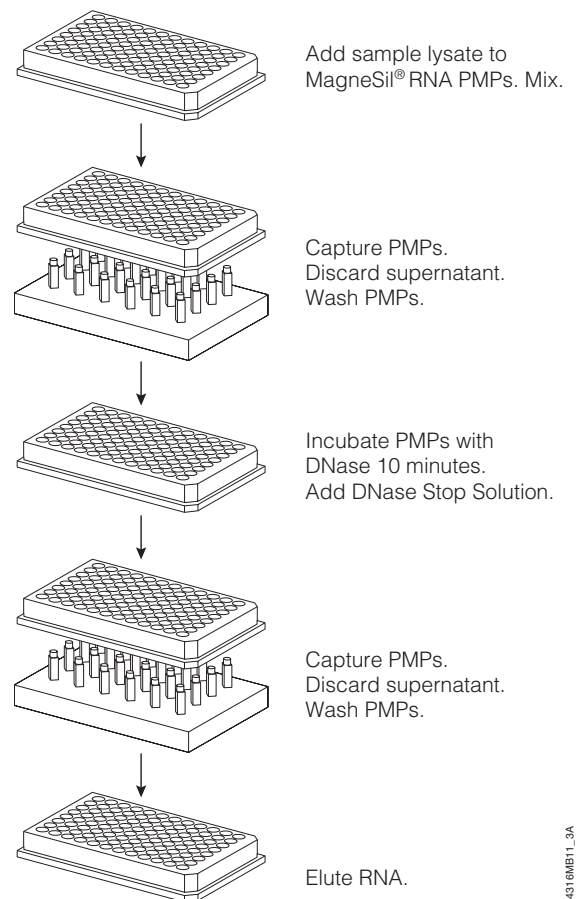 Add sample lysate to
MagneSil® RNA PMPs. Mix.
Capture PMPs.
Discard supernatant.
Wash PMPs.
Incubate PMPs with
DNase 10 minutes.
Add DNase Stop Solution.
Capture PMPs.
Discard supernatant.
Wash PMPs.
Elute RNA.
4316MB11_3A